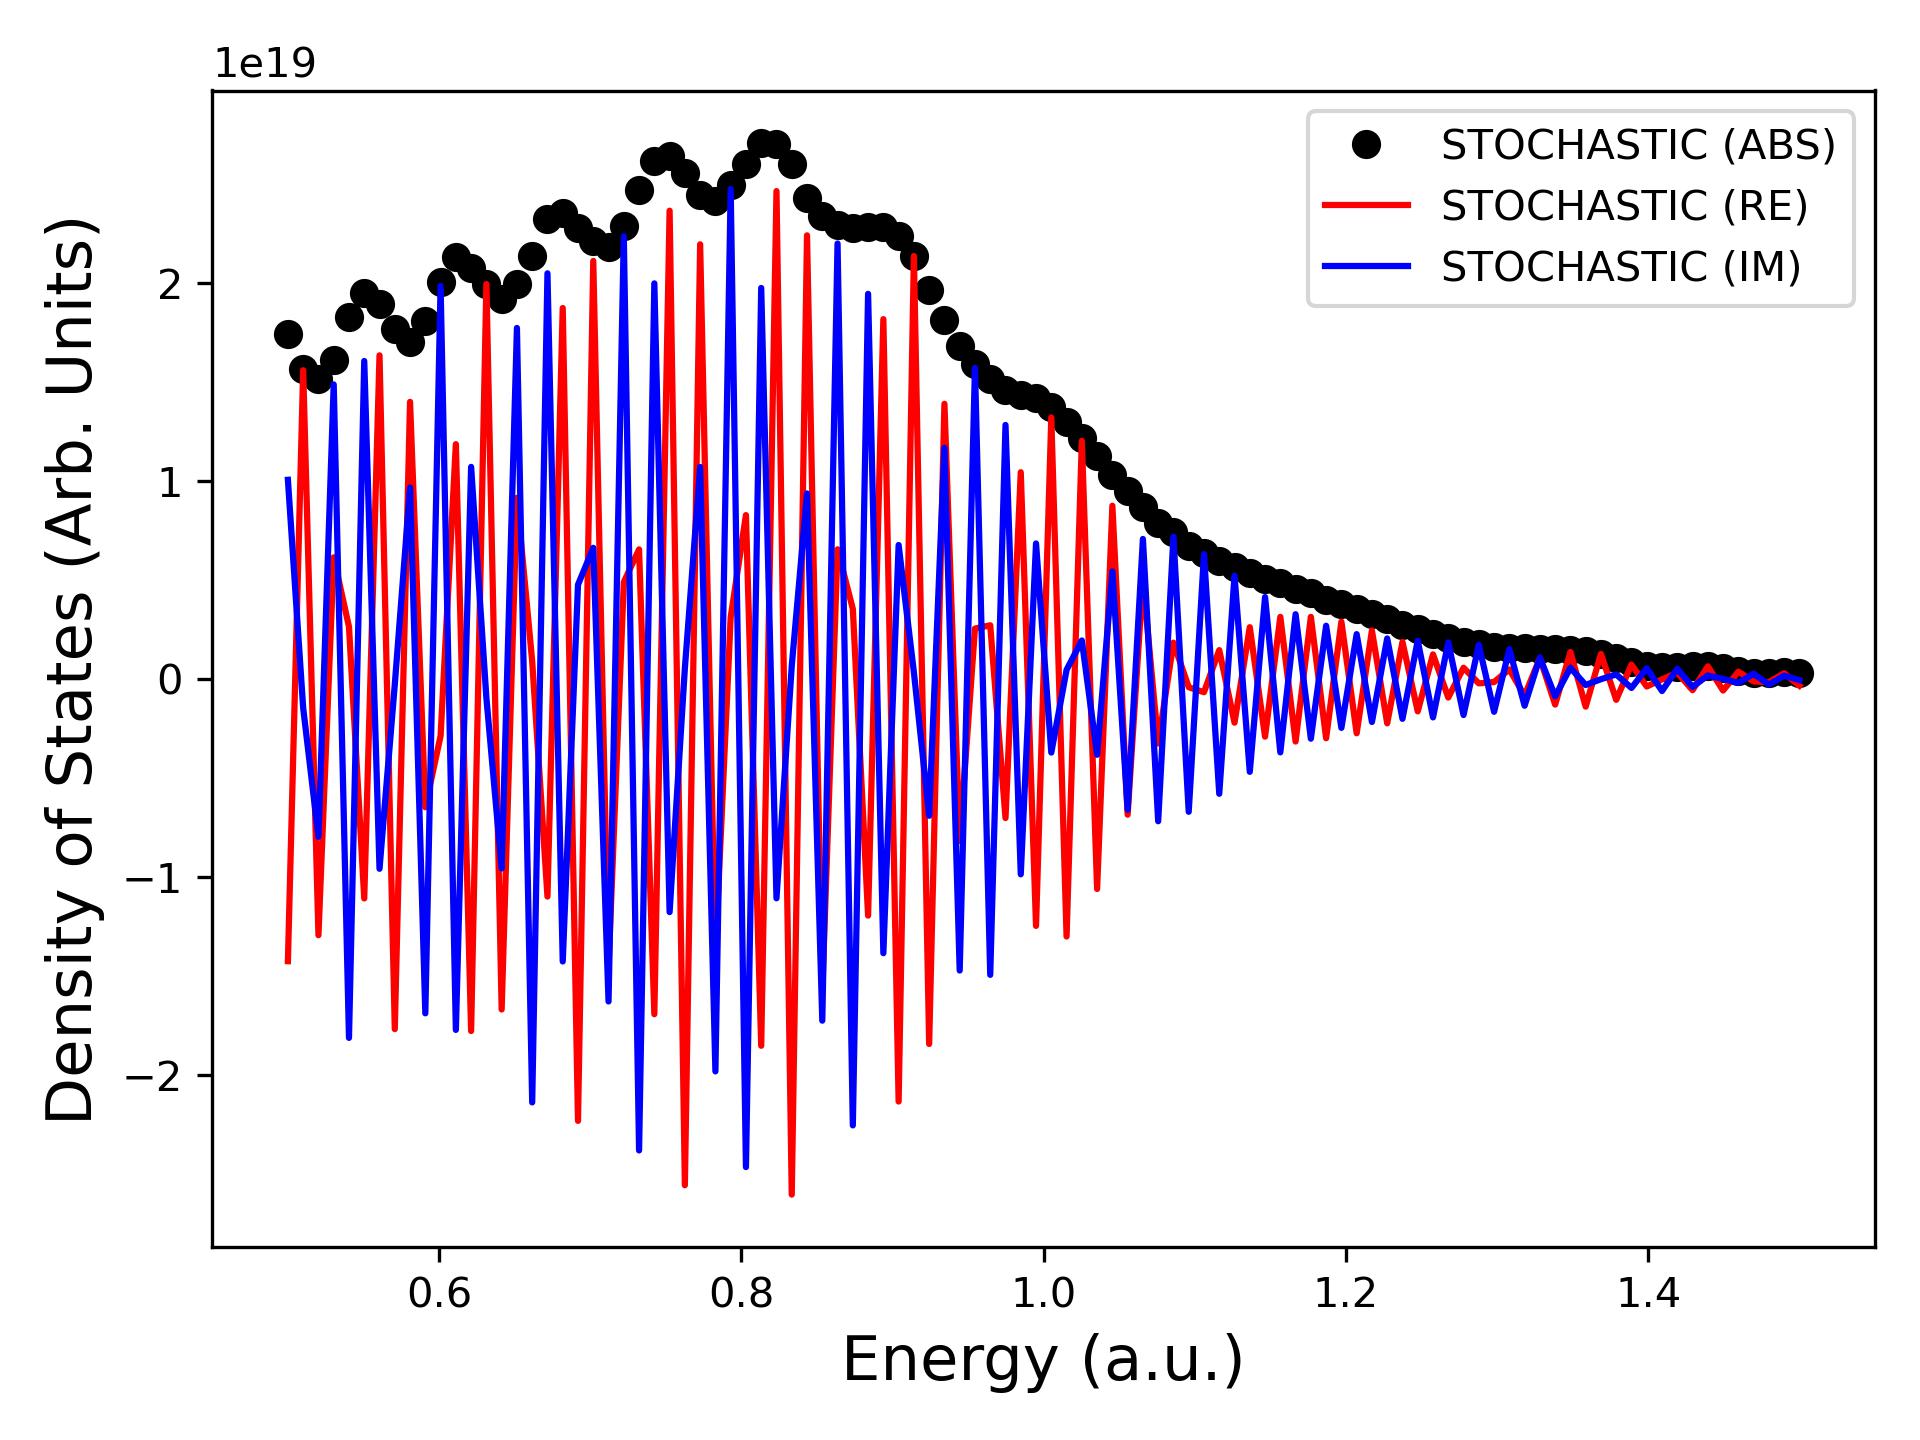 1e19
STOCHASTIC (ABS)
STOCHASTIC (RE)
STOCHASTIC (IM)
Density of States (Arb. Units)
2
1
0
−1
−2
0.6 0.8 1.0 1.2 1.4
Energy (a.u.)